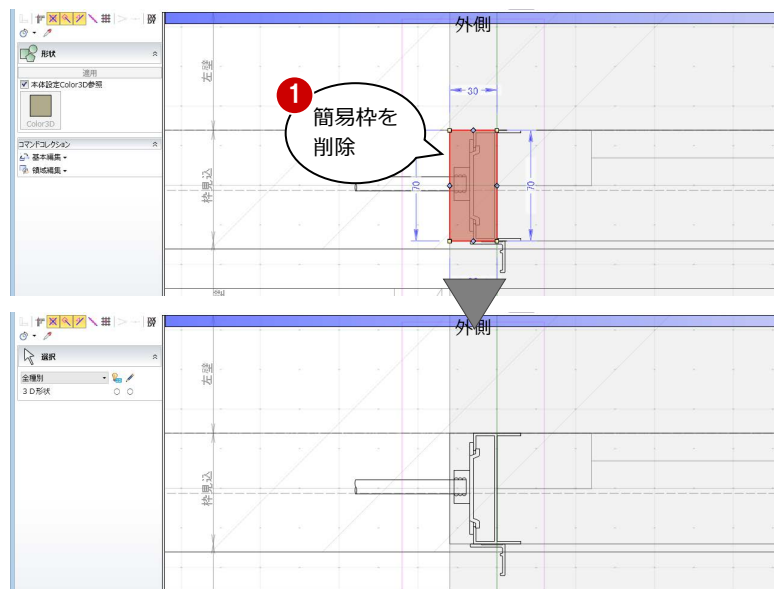 外側
形状
適用
本体設定Color3D参照
Color3D
コマンドコレクション
基本編集
領域編集
左壁
枠見込
30
70
70
1
簡易枠を
削除
外側
選択
全種別
3D形状
左壁
枠見込